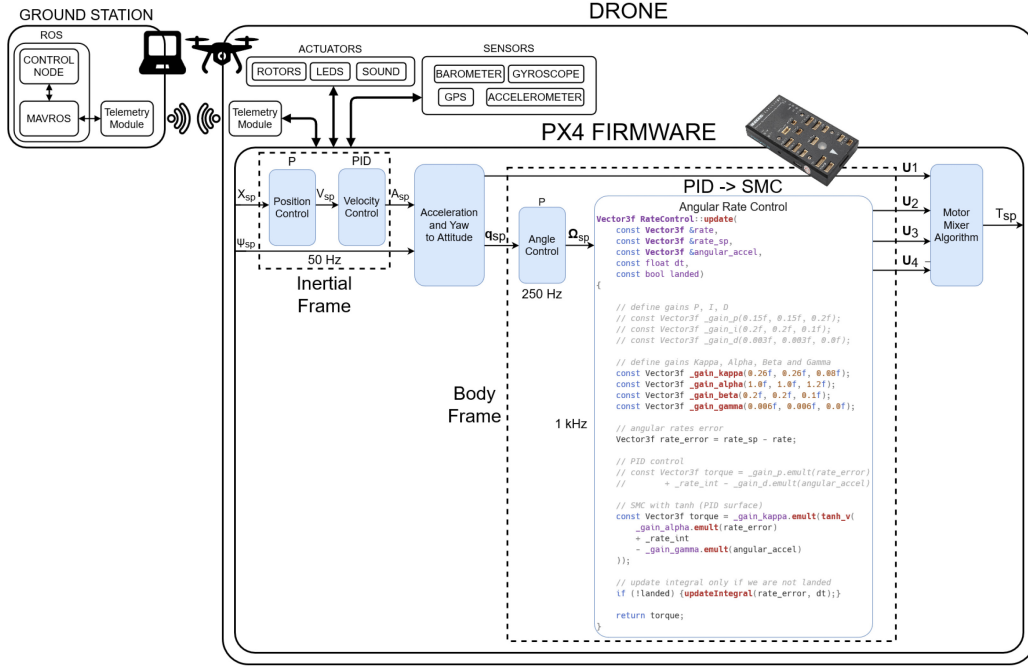 GROUND STATION
DRONE
ROS
CONTROL
NODE
MAVROS
Telemetry
Module
ACTUATORS
ROTORS
LEDS
SOUND
SENSORS
BAROMETER
GYROSCOPE
GPS
ACCELEROMETER
Telemetry
Module
PX4 FIRMWARE
P
PID
Xsp
Position
Control
Vsp
Velocity
Control
Asp
Ψsp
50 Hz
Inertial
Frame
Acceleration
and Yaw
to Attitude
qsp
P
Angle
Control
Ωsp
250 Hz
Body
Frame
1 kHz
PID -> SMC
Angular Rate Control
Vector3f RateControl::update(
    const Vector3f &rate,
    const Vector3f &rate_sp,
    const Vector3f &angular_accel,
    const float dt,
    const bool landed)
{
    // define gains P, I, D
    // const Vector3f _gain_p(0.15f, 0.15f, 0.2f);
    // const Vector3f _gain_i(0.2f, 0.2f, 0.1f);
    // const Vector3f _gain_d(0.003f, 0.003f, 0.0f);
    // define gains Kappa, Alpha, Beta and Gamma
    const Vector3f _gain_kappa(0.26f, 0.26f, 0.08f);
    const Vector3f _gain_alpha(1.0f, 1.0f, 1.2f);
    const Vector3f _gain_beta(0.2f, 0.2f, 0.1f);
    const Vector3f _gain_gamma(0.006f, 0.006f, 0.0f);
    // angular rates error
    Vector3f rate_error = rate_sp - rate;
    // PID control
    // const Vector3f torque = _gain_p.emult(rate_error)
    //       + _rate_int - _gain_d.emult(angular_accel)
    // SMC with tanh (PID surface)
    const Vector3f torque = _gain_kappa.emult(tanh_v(
        _gain_alpha.emult(rate_error)
        + _rate_int
        - _gain_gamma.emult(angular_accel)
    ));
    // update integral only if we are not landed
    if (!landed) {updateIntegral(rate_error, dt);}
    return torque;
}
U1
U2
U3
U4
Motor
Mixer
Algorithm
Tsp